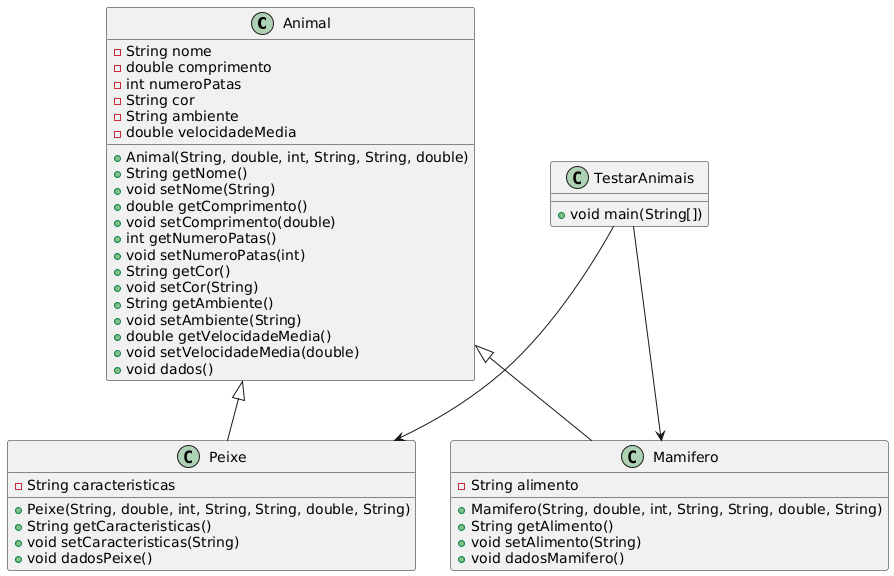 C Animal
String nome
double comprimento
int numeroPatas
String cor
String ambiente
double velocidadeMedia
Animal(String, double, int, String, String, double)
String getNome()
void setNome(String)
double getComprimento()
void setComprimento(double)
int getNumeroPatas()
void setNumeroPatas(int)
String getCor()
void setCor(String)
String getAmbiente()
void setAmbiente(String)
double getVelocidadeMedia()
void setVelocidadeMedia(double)
void dados()
C TestarAnimais
void main(String[])
C Peixe
String caracteristicas
Peixe(String, double, int, String, String, double, String)
String getCaracteristicas()
void setCaracteristicas(String)
void dadosPeixe()
C Mamifero
String alimento
Mamifero(String, double, int, String, String, double, String)
String getAlimento()
void setAlimento(String)
void dadosMamifero()